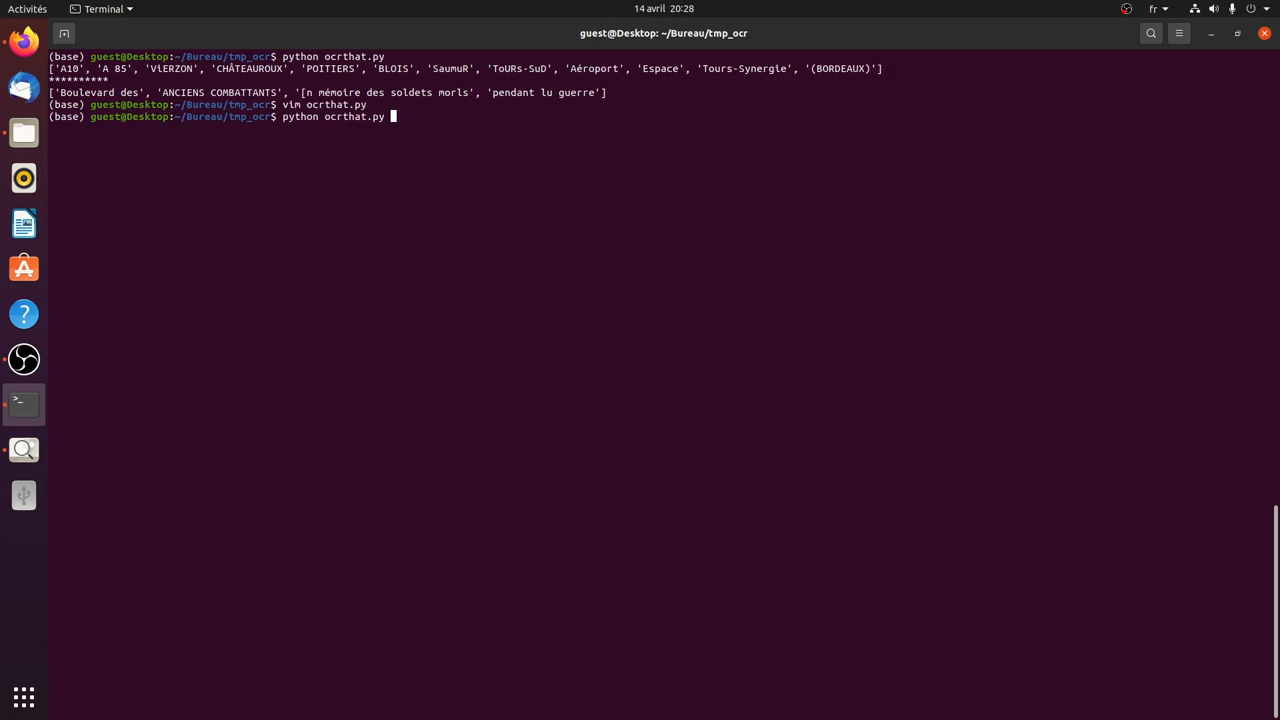 Activités
Terminal
14 avril 20:28
fr
guest@Desktop: ~/Bureau/tmp_ocr
(base) guest@Desktop:~/Bureau/tmp_ocr$ python ocrthat.py
['A10', 'A 85', 'ViERZON', 'CHÂTEAUROUX', 'POITIERS', 'BLOIS', 'SaumuR', 'ToURs-SuD', 'Aéroport', 'Espace', 'Tours-Synergie', '(BORDEAUX)']
**********
['Boulevard des', 'ANCIENS COMBATTANTS', '[n mémoire des soldets morls', 'pendant lu guerre']
(base) guest@Desktop:~/Bureau/tmp_ocr$ vim ocrthat.py
(base) guest@Desktop:~/Bureau/tmp_ocr$ python ocrthat.py